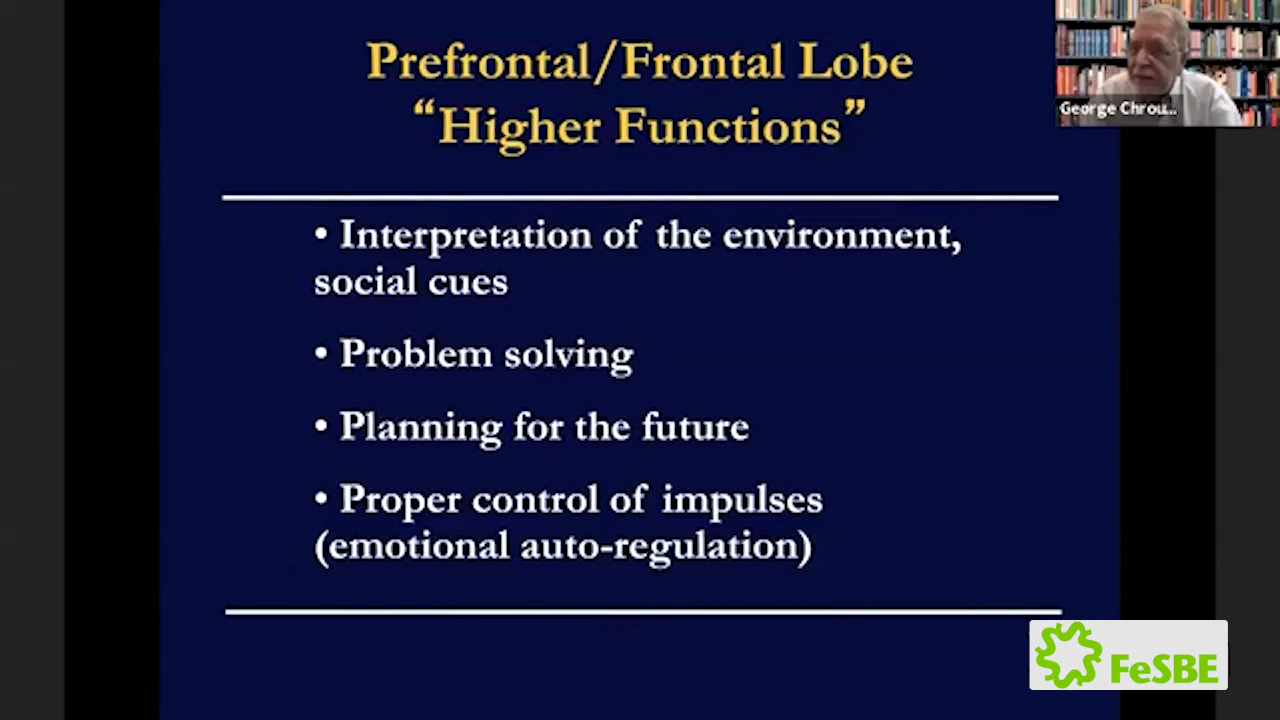 Prefrontal/Frontal Lobe
“Higher Functions”
George Chrou...
• Interpretation of the environment,
social cues
• Problem solving
• Planning for the future
• Proper control of impulses
(emotional auto-regulation)
FeSBE